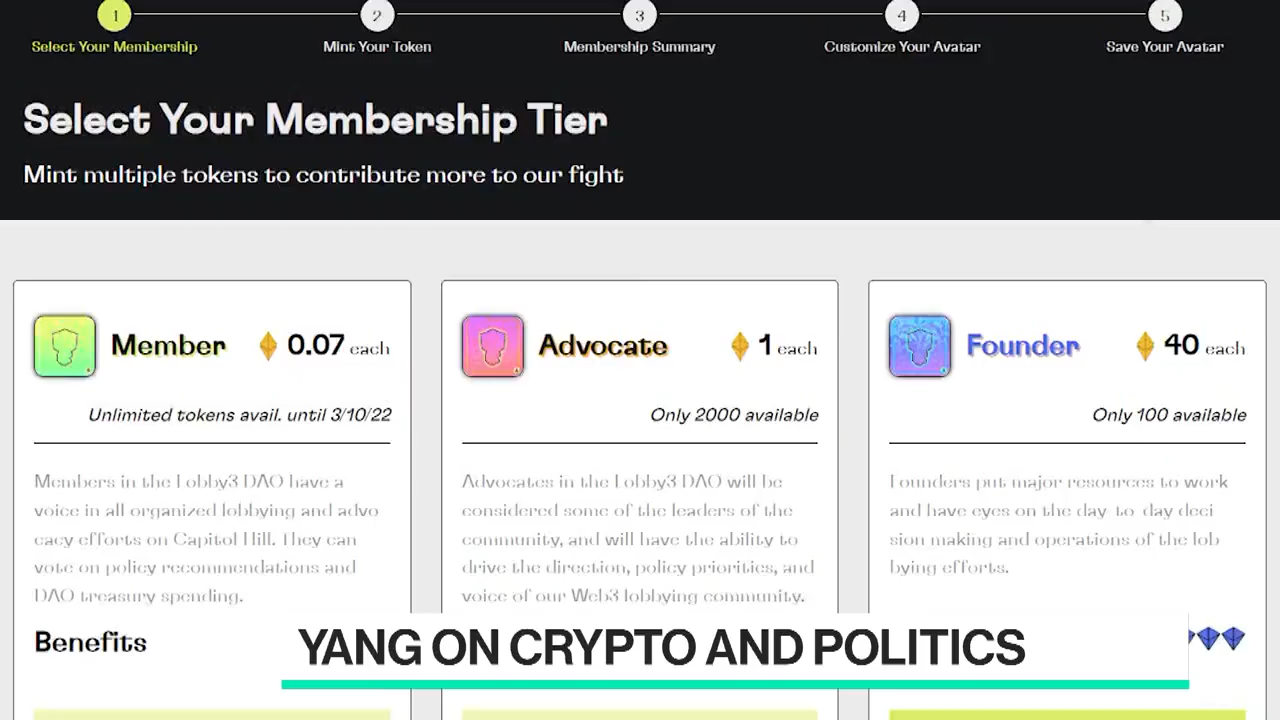 1
2
3
4
5
Select Your Membership
Mint Your Token
Membership Summary
Customize Your Avatar
Save Your Avatar
Select Your Membership Tier
Mint multiple tokens to contribute more to our fight
Member 0.07 each
Unlimited tokens avail. until 3/10/22
Members in the Lobby3 DAO have a
voice in all organized lobbying and advo
cacy efforts on Capitol Hill. They can
vote on policy recommendations and
DAO treasury spending.
Benefits
Advocate 1 each
Only 2000 available
Advocates in the Lobby3 DAO will be
considered some of the leaders of the
community, and will have the ability to
drive the direction, policy priorities, and
voice of our Web3 lobbying community.
Founder 40 each
Only 100 available
Founders put major resources to work
and have eyes on the day-to-day deci
sion making and operations of the lob
bying efforts.
YANG ON CRYPTO AND POLITICS